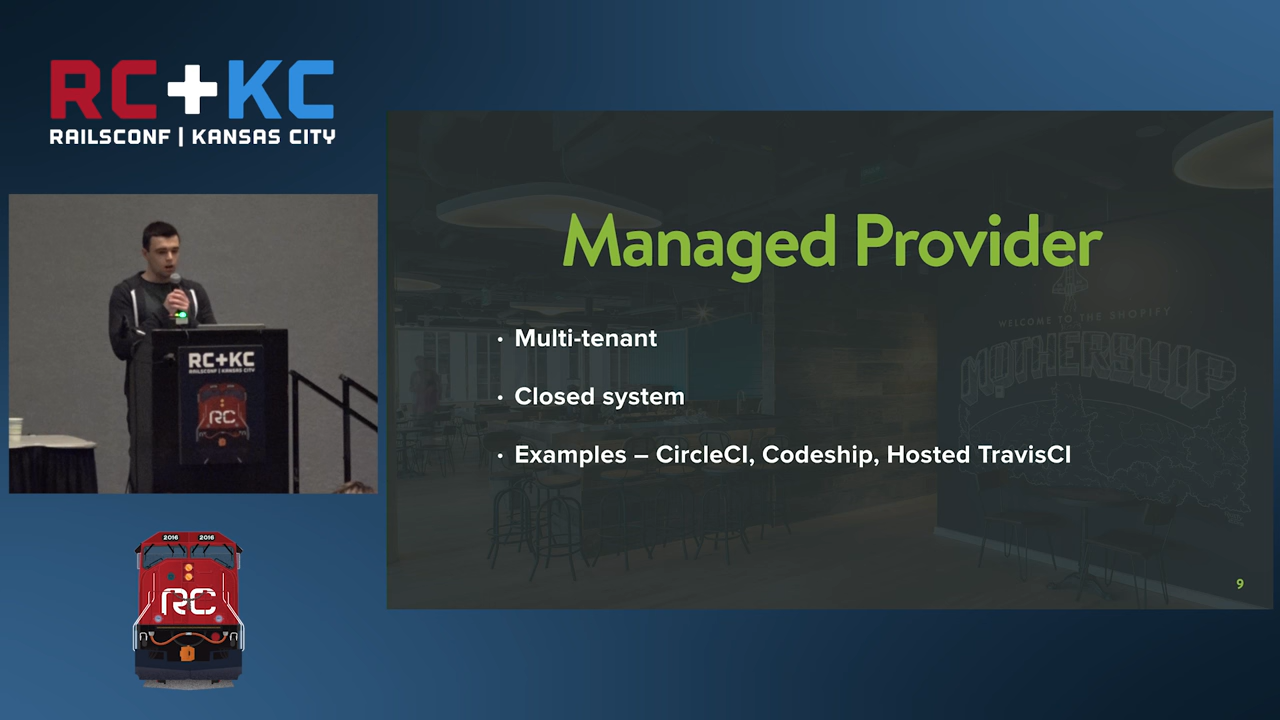 RC+KC
RAILSCONF | KANSAS CITY
Managed Provider
• Multi-tenant
• Closed system
• Examples – CircleCI, Codeship, Hosted TravisCI
WELCOME TO THE SHOPIFY
MOTHERSHIP
9
RC+KC
RAILSCONF | KANSAS CITY
RC
2016 2016
RC